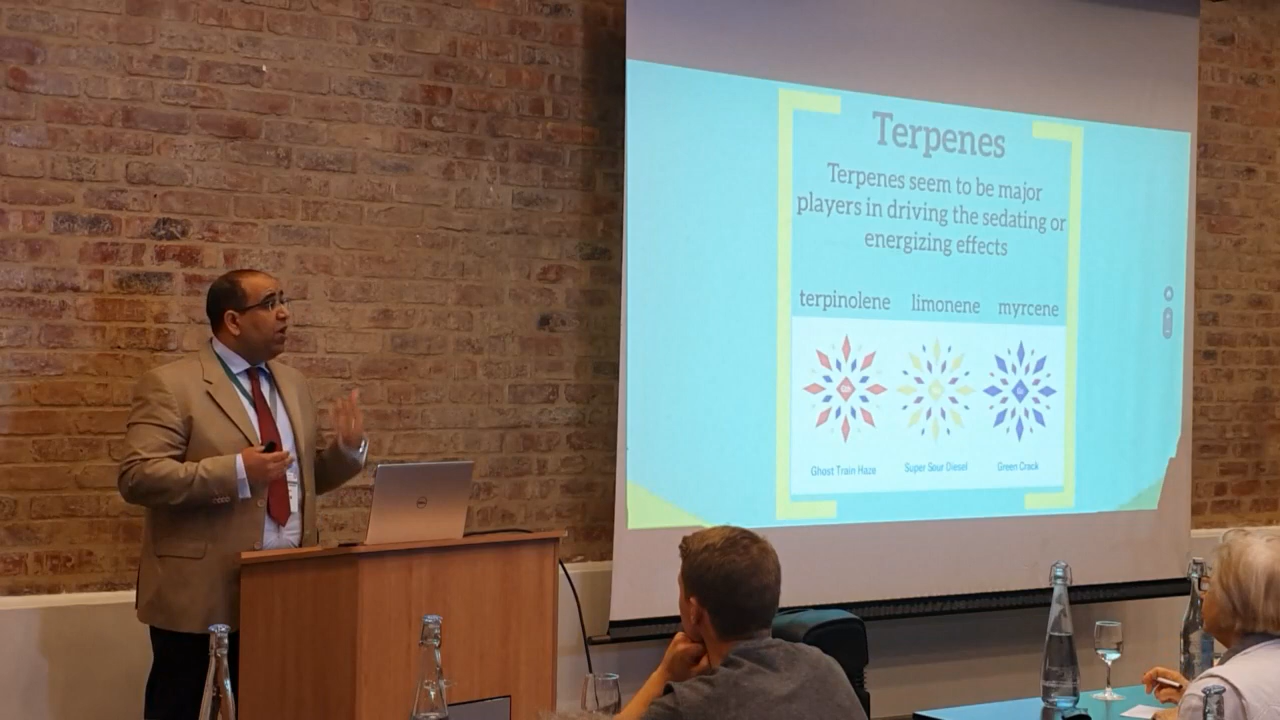 Terpenes
Terpenes seem to be major
players in driving the sedating or
energizing effects
terpinolene limonene myrcene
Ghost Train Haze Super Sour Diesel Green Crack
DELL